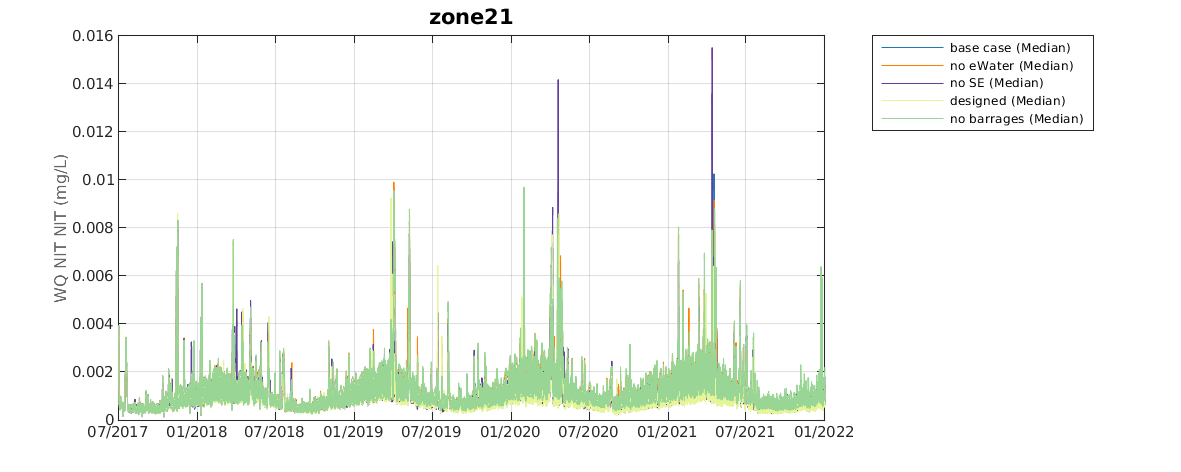 zone21
WQ NIT NIT (mg/L)
0.016
0.014
0.012
0.01
0.008
0.006
0.004
0.002
0
07/2017 01/2018 07/2018 01/2019 07/2019 01/2020 07/2020 01/2021 07/2021 01/2022
base case (Median)
no eWater (Median)
no SE (Median)
designed (Median)
no barrages (Median)